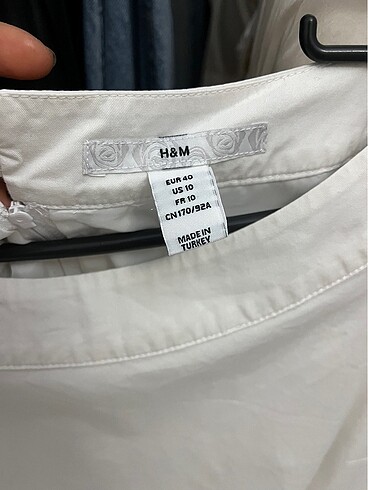 H&M
EUR 40
US 10
FR 10
CN170/92A
MADE IN
TURKEY